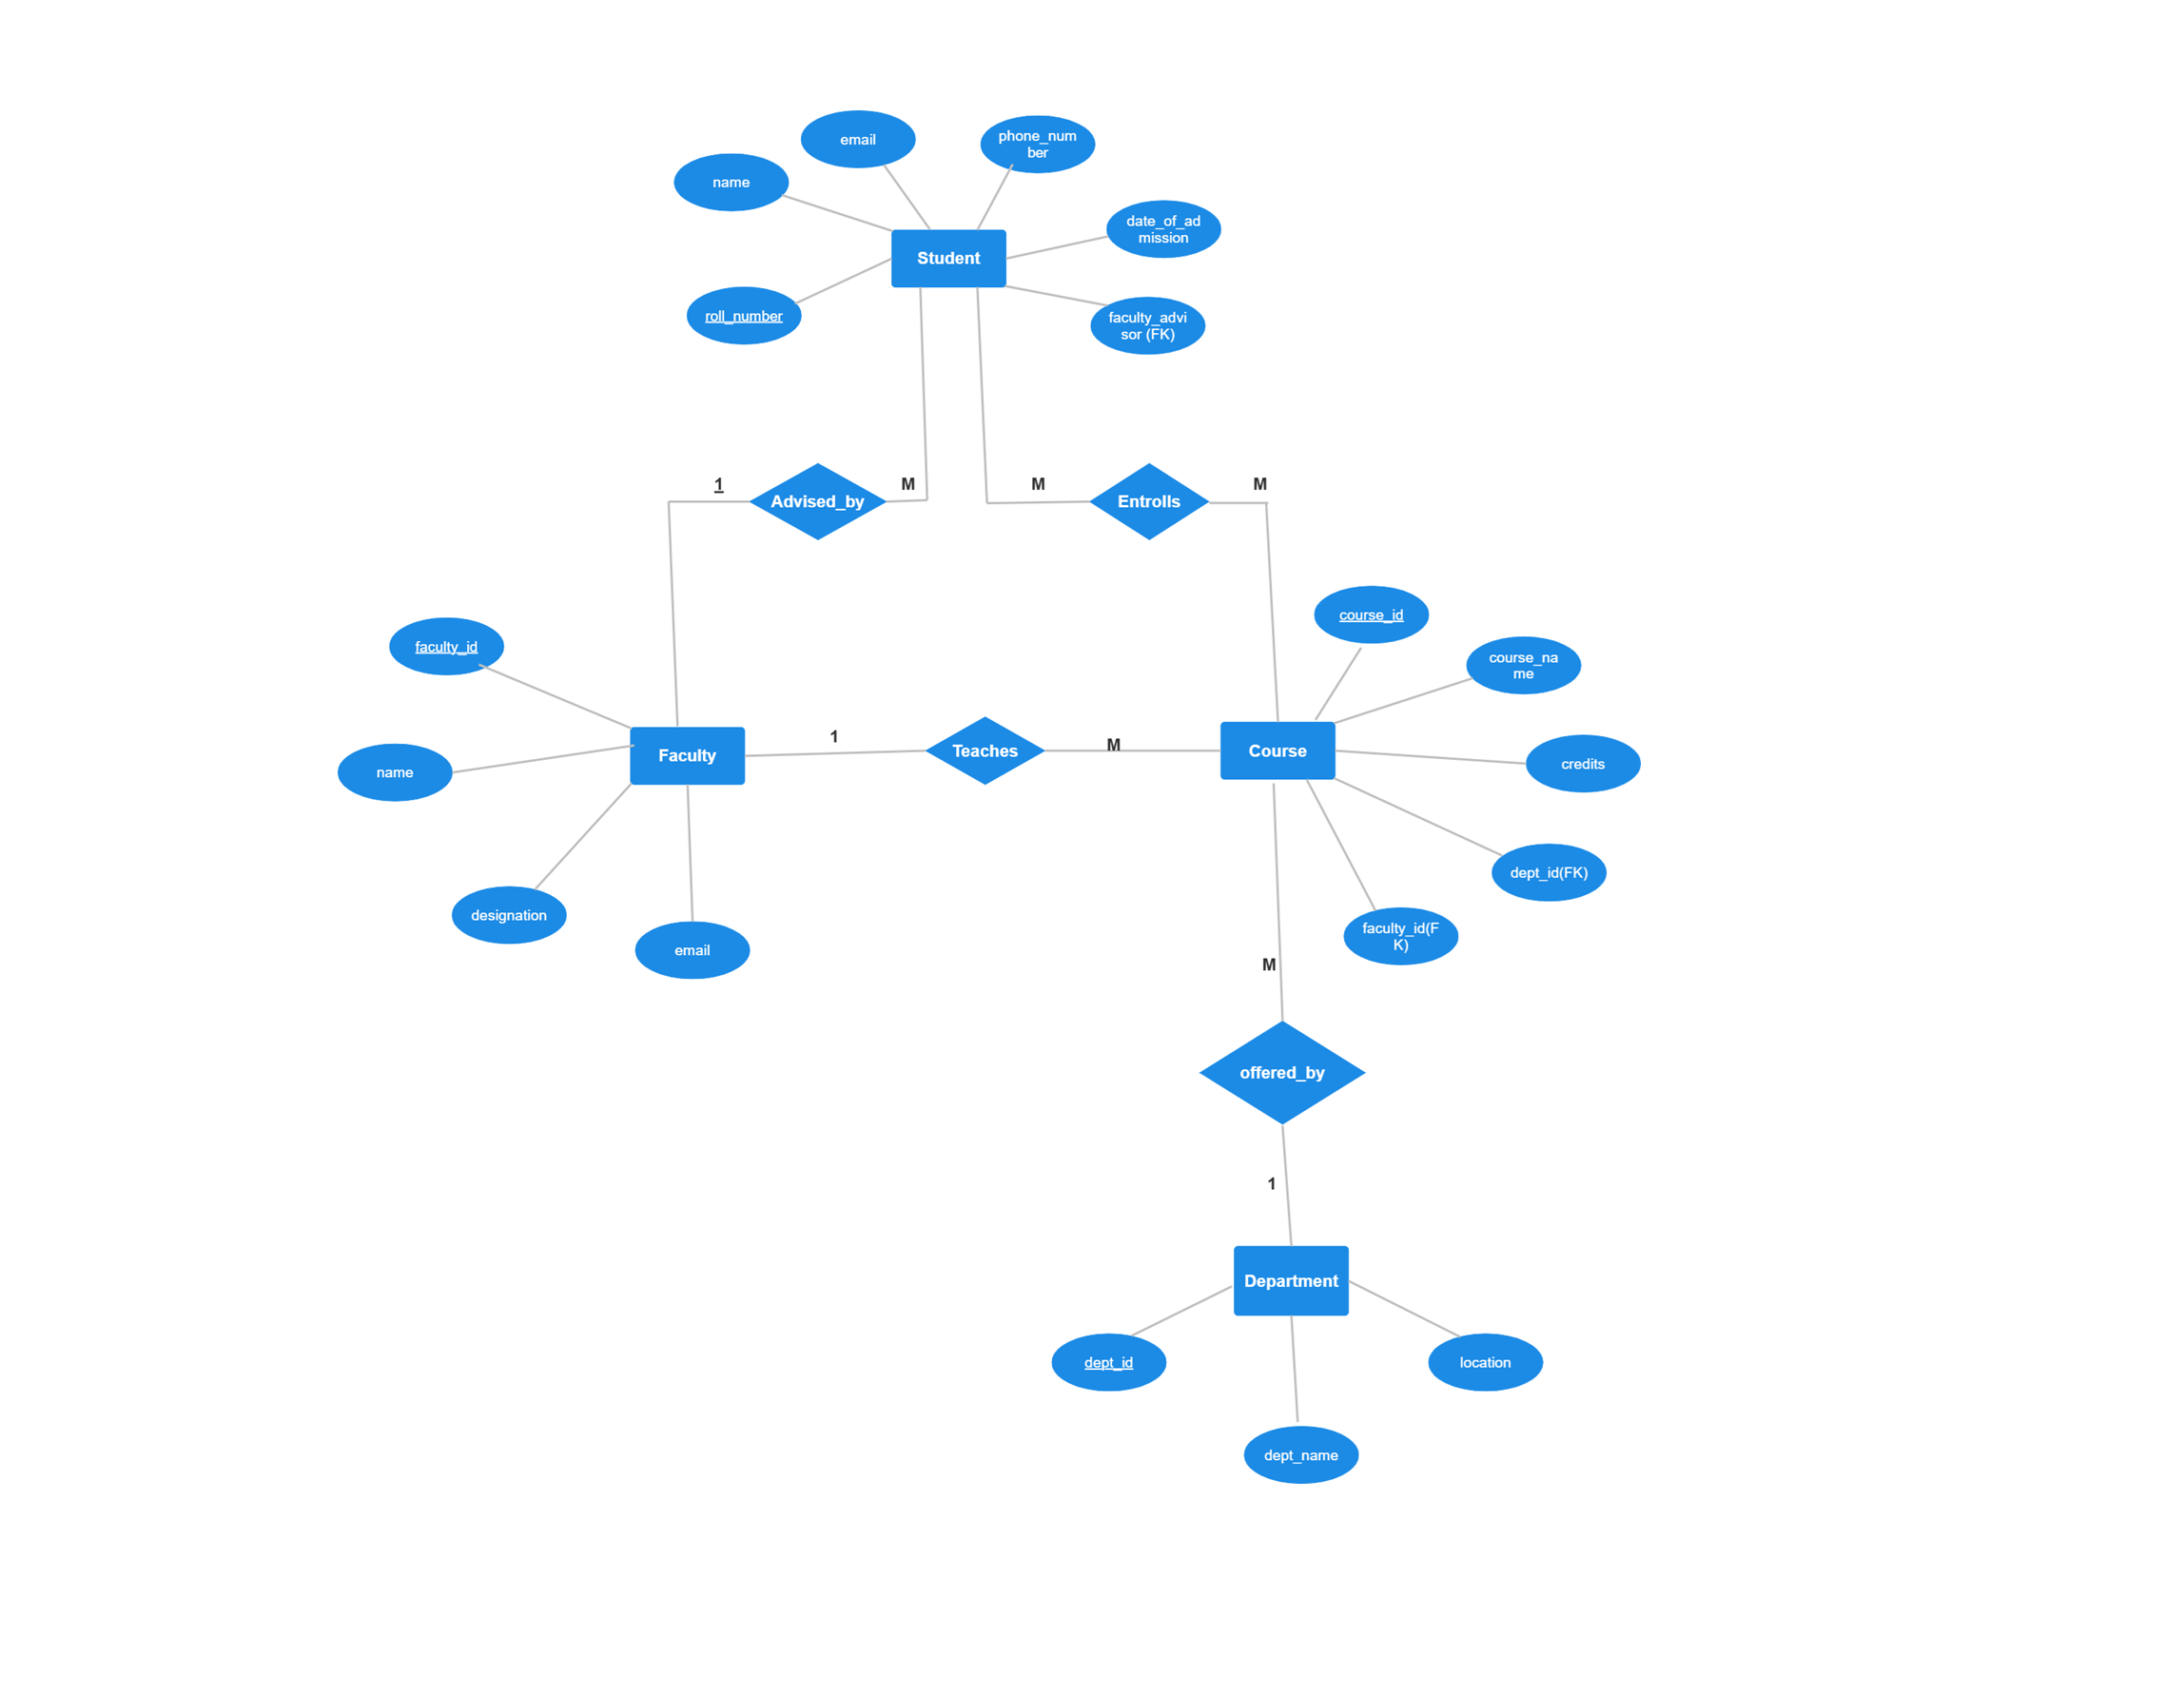 email
phone_num
ber
name
date_of_ad
mission
Student
roll_number
faculty_advi
sor (FK)
1
M
M
M
Advised_by
Entrolls
course_id
faculty_id
course_na
me
1
M
Faculty
Teaches
Course
name
credits
dept_id(FK)
designation
faculty_id(F
K)
email
M
offered_by
1
Department
dept_id
location
dept_name